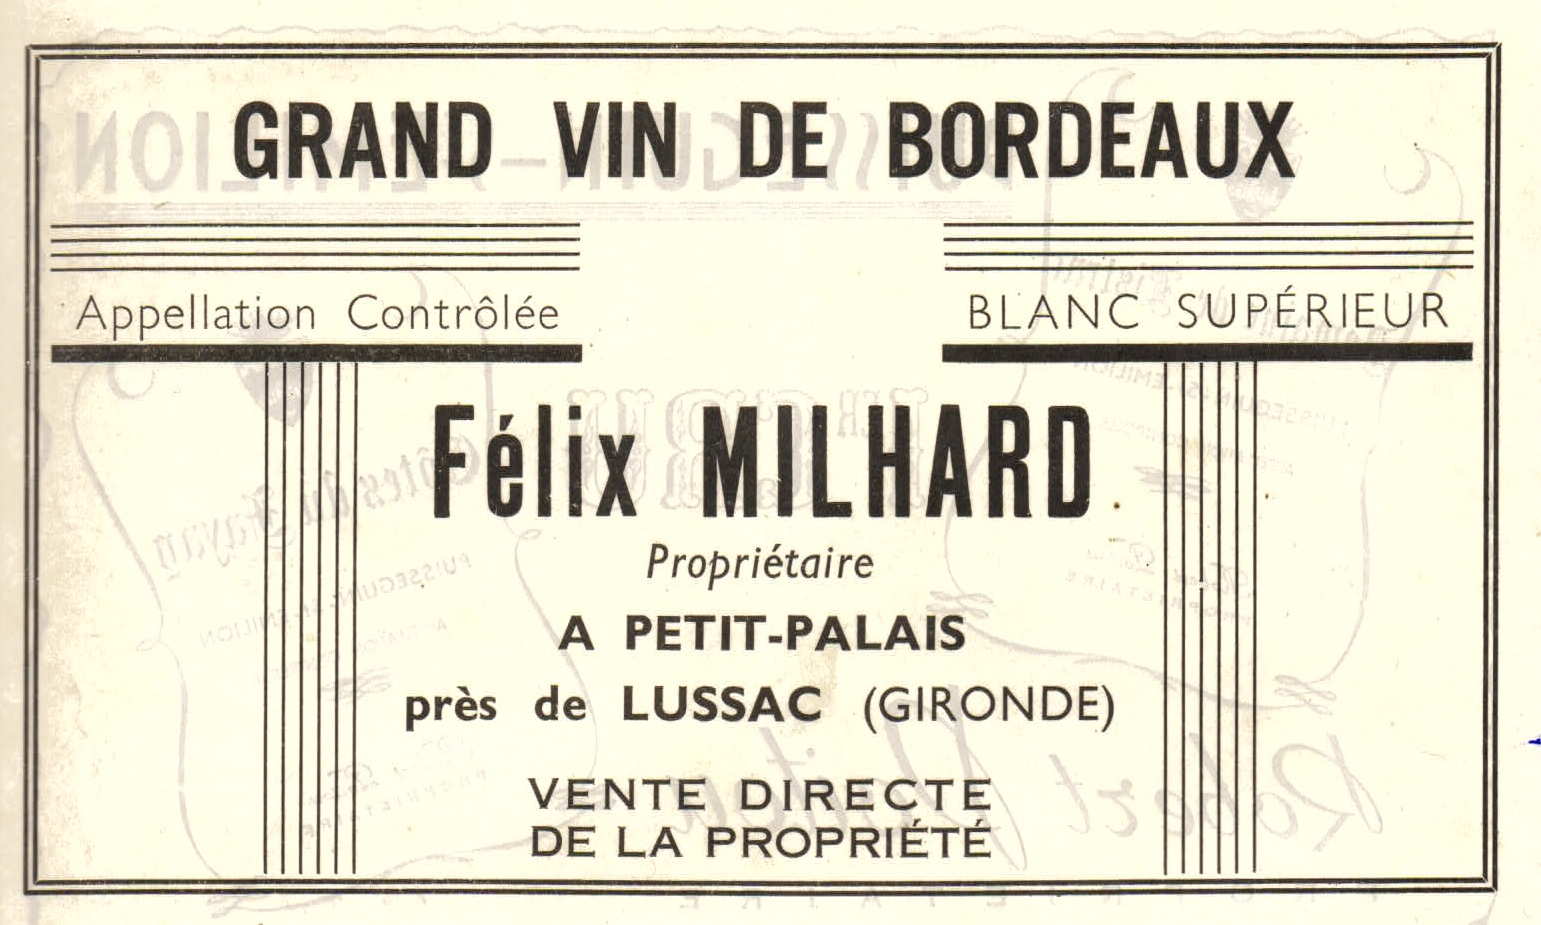 GRAND VIN DE BORDEAUX
Appellation Contrôlée
BLANC SUPÉRIEUR
Félix MILHARD
Propriétaire
A PETIT-PALAIS
près de LUSSAC (GIRONDE)
VENTE DIRECTE
DE LA PROPRIÉTÉ